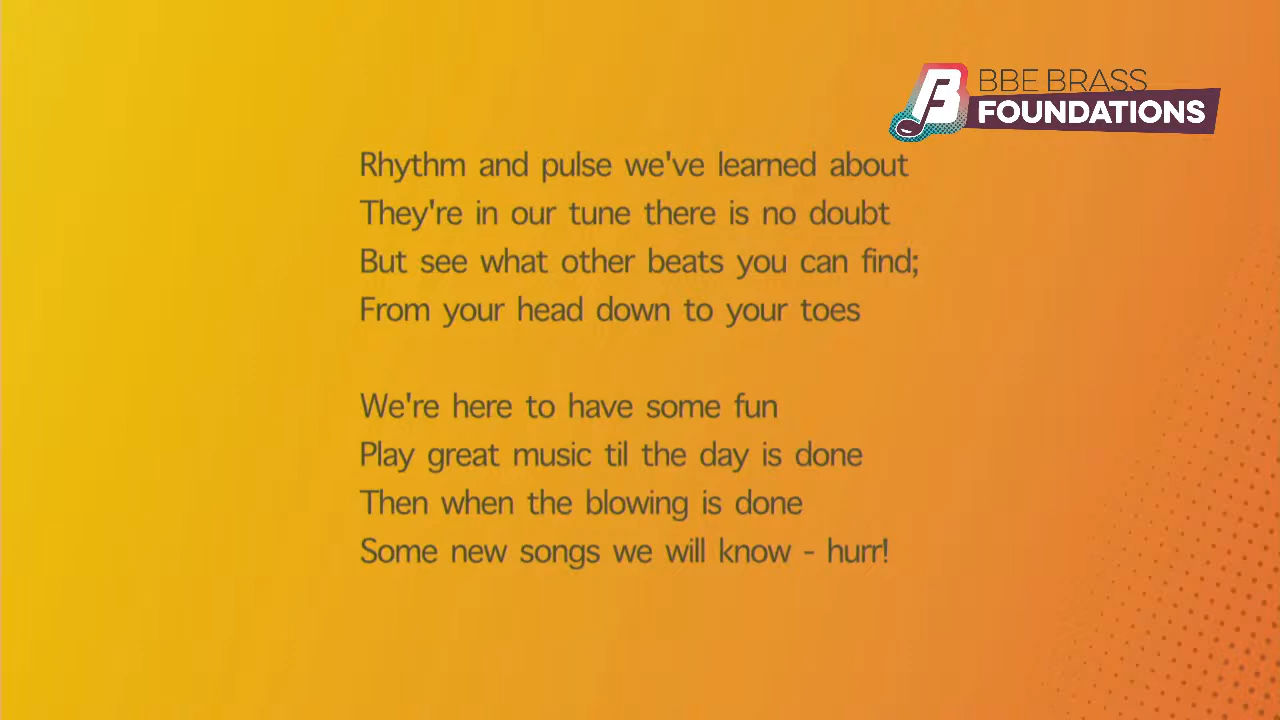 BBE BRASS
FOUNDATIONS
Rhythm and pulse we've learned about
They're in our tune there is no doubt
But see what other beats you can find;
From your head down to your toes
We're here to have some fun
Play great music til the day is done
Then when the blowing is done
Some new songs we will know - hurr!